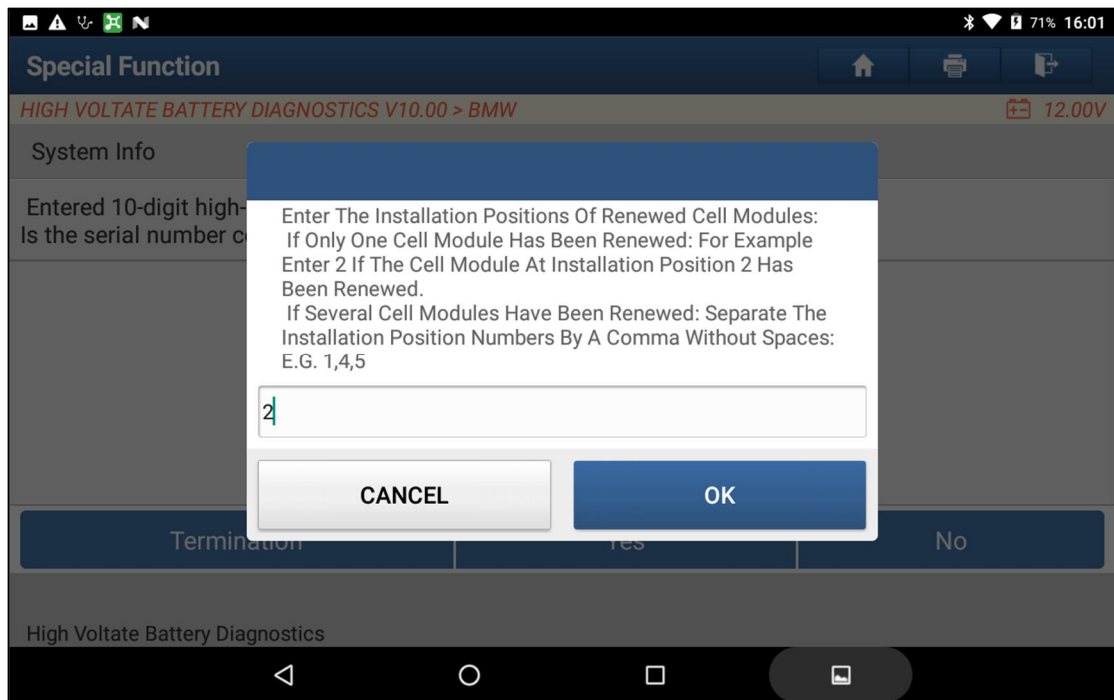 71% 16:01
Special Function
HIGH VOLTATE BATTERY DIAGNOSTICS V10.00 > BMW
12.00V
System Info
Entered 10-digit high-
Is the serial number c
Enter The Installation Positions Of Renewed Cell Modules:
If Only One Cell Module Has Been Renewed: For Example
Enter 2 If The Cell Module At Installation Position 2 Has
Been Renewed.
If Several Cell Modules Have Been Renewed: Separate The
Installation Position Numbers By A Comma Without Spaces:
E.G. 1,4,5
2
CANCEL
OK
Termination
Yes
No
High Voltate Battery Diagnostics